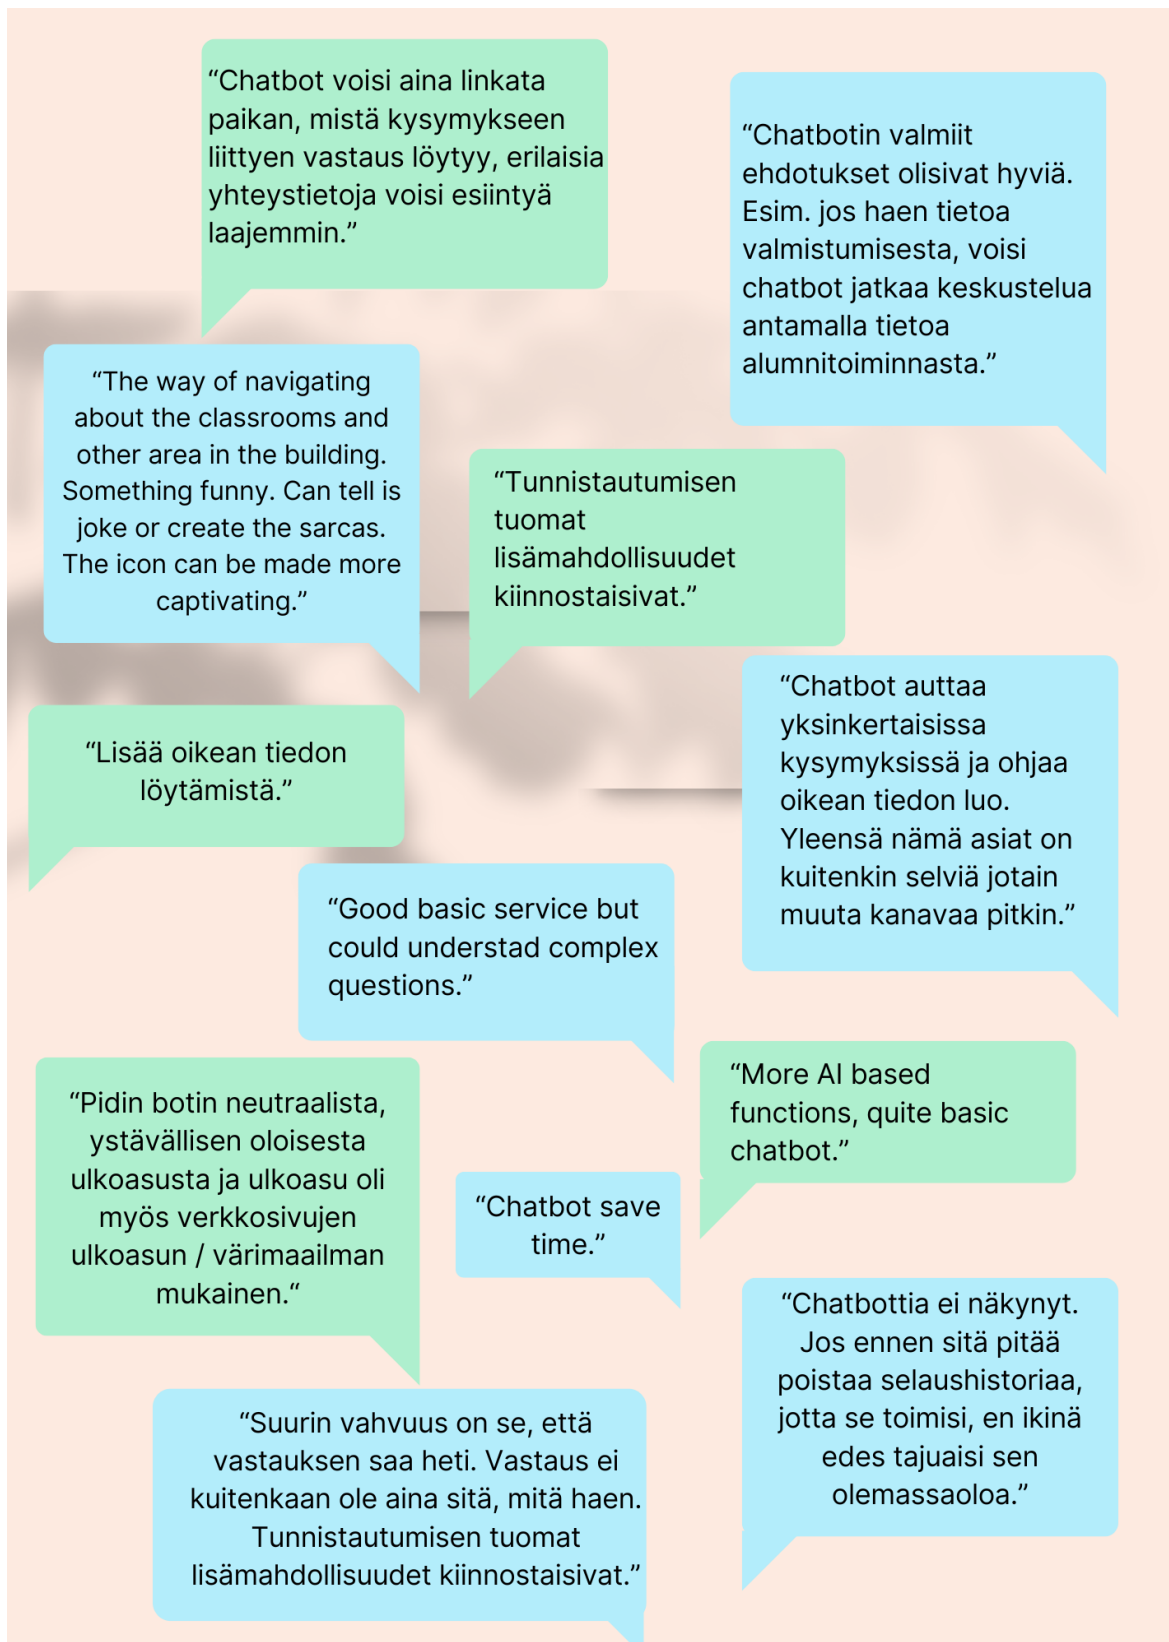 “Chatbot voisi aina linkata
paikan, mistä kysymykseen
liittyen vastaus löytyy, erilaisia
yhteystietoja voisi esiintyä
laajemmin.”
“Chatbotin valmiit
ehdotukset olisivat hyviä.
Esim. jos haen tietoa
valmistumisesta, voisi
chatbot jatkaa keskustelua
antamalla tietoa
alumnitoiminnasta.”
“The way of navigating
about the classrooms and
other area in the building.
Something funny. Can tell is
joke or create the sarcas.
The icon can be made more
captivating.”
“Tunnistautumisen
tuomat
lisämahdollisuudet
kiinnostaisivat.”
“Chatbot auttaa
yksinkertaisissa
kysymyksissä ja ohjaa
oikean tiedon luo.
Yleensä nämä asiat on
kuitenkin selviä jotain
muuta kanavaa pitkin.”
“Lisää oikean tiedon
löytämistä.”
“Good basic service but
could understad complex
questions.”
“More AI based
functions, quite basic
chatbot.”
“Pidin botin neutraalista,
ystävällisen oloisesta
ulkoasusta ja ulkoasu oli
myös verkkosivujen
ulkoasun / värimaailman
mukainen.“
“Chatbot save
time.”
“Chatbottia ei näkynyt.
Jos ennen sitä pitää
poistaa selaushistoriaa,
jotta se toimisi, en ikinä
edes tajuaisi sen
olemassaoloa.”
“Suurin vahvuus on se, että
vastauksen saa heti. Vastaus ei
kuitenkaan ole aina sitä, mitä haen.
Tunnistautumisen tuomat
lisämahdollisuudet kiinnostaisivat.”